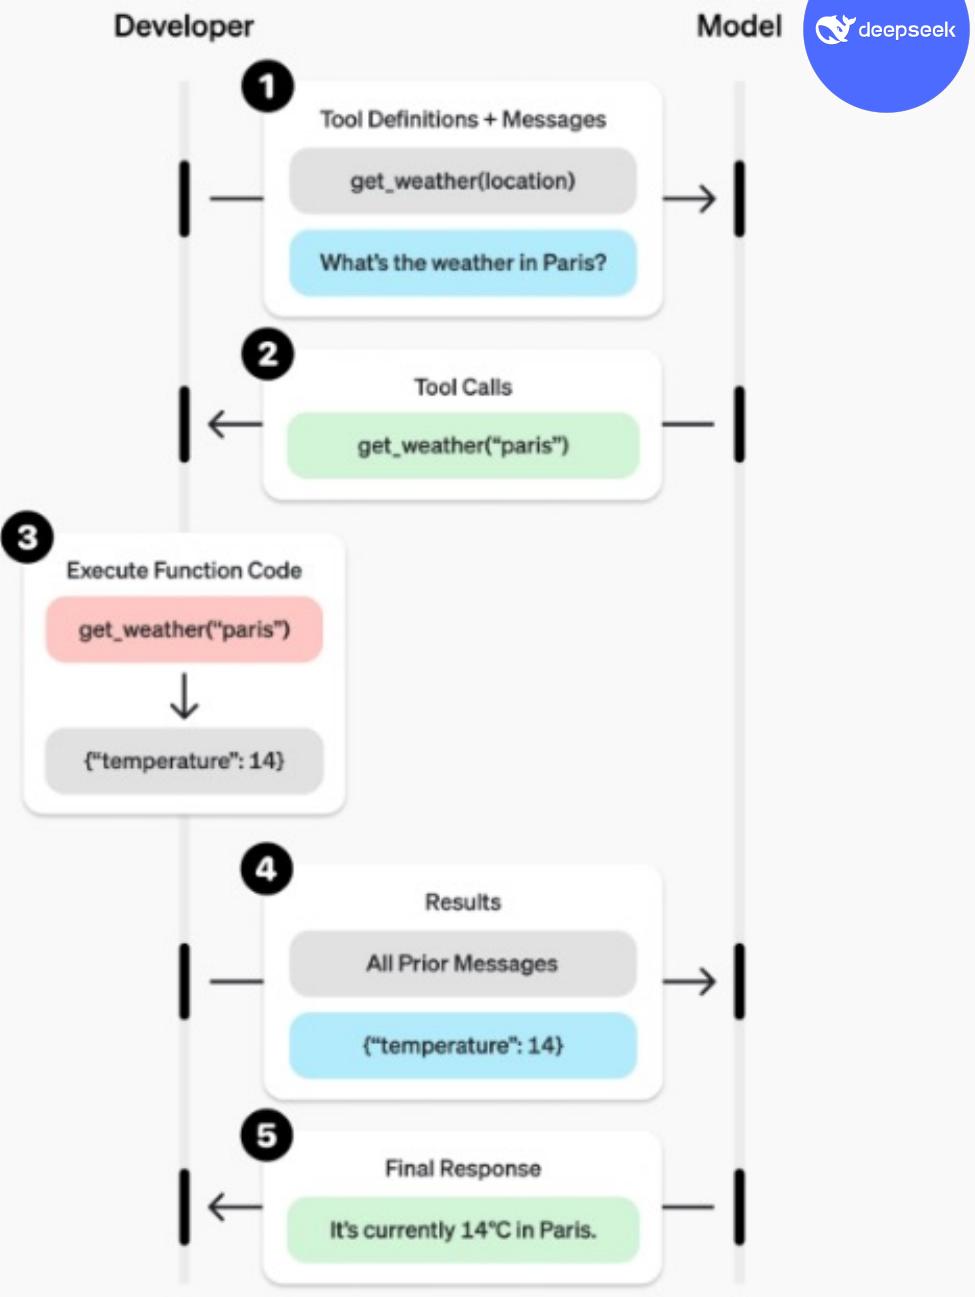 Developer
Model
deepseek
1
Tool Definitions + Messages
get_weather(location)
What's the weather in Paris?
2
Tool Calls
get_weather(“paris”)
3
Execute Function Code
get_weather(“paris”)
{“temperature”: 14}
4
Results
All Prior Messages
{“temperature”: 14}
5
Final Response
It's currently 14°C in Paris.